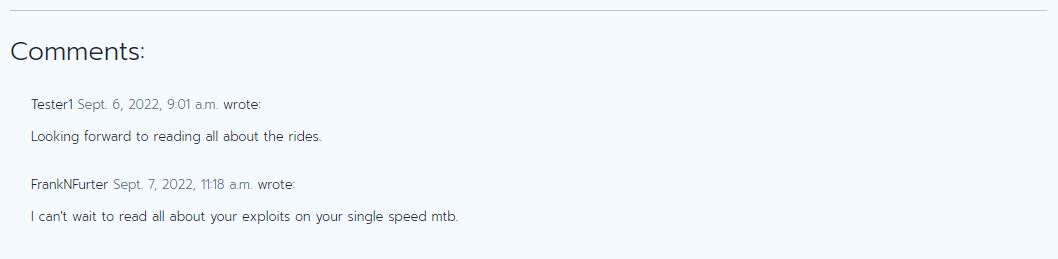 Comments:
Tester1 Sept. 6, 2022, 9:01 a.m. wrote:
Looking forward to reading all about the rides.
FrankNFurter Sept. 7, 2022, 11:18 a.m. wrote:
I can't wait to read all about your exploits on your single speed mtb.